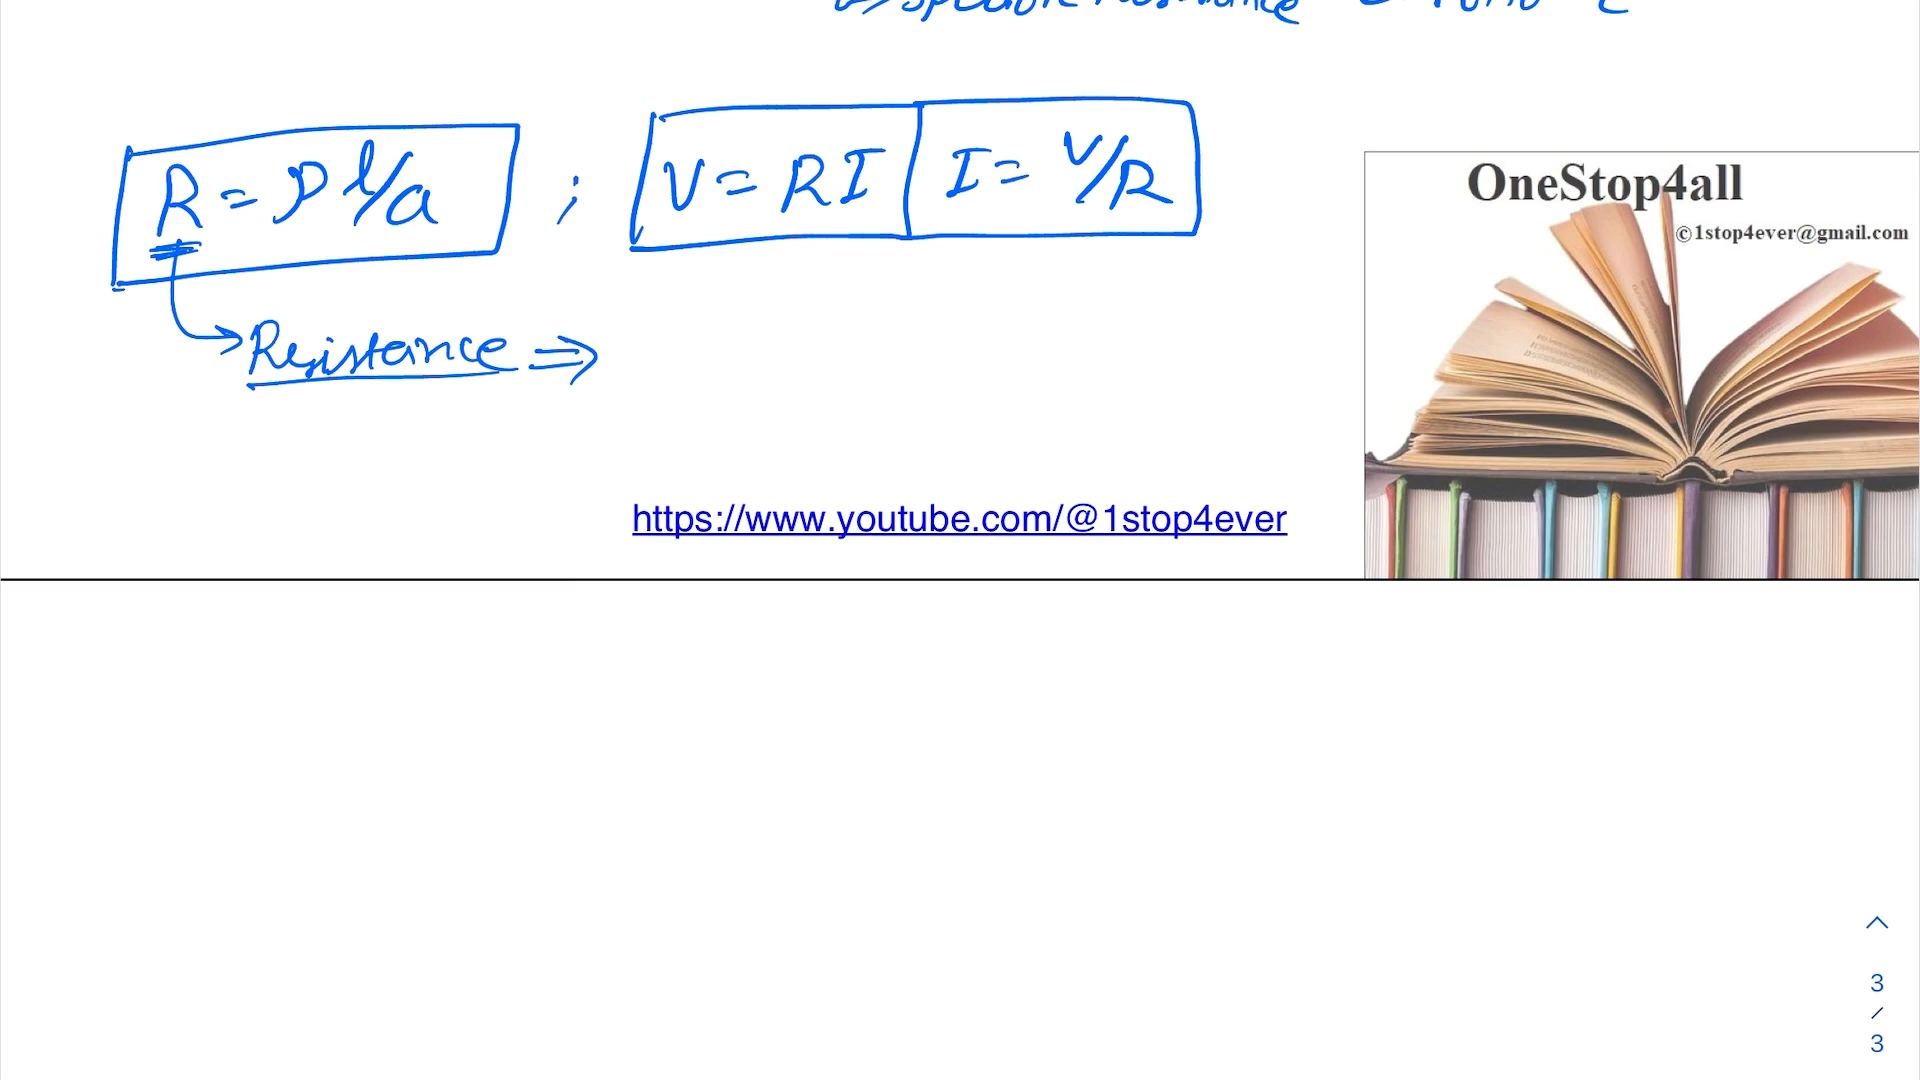 R = ρ l/a ; V = RI I = V/R
Resistance ⇒
OneStop4all
©1stop4ever@gmail.com
https://www.youtube.com/@1stop4ever
3
/
3